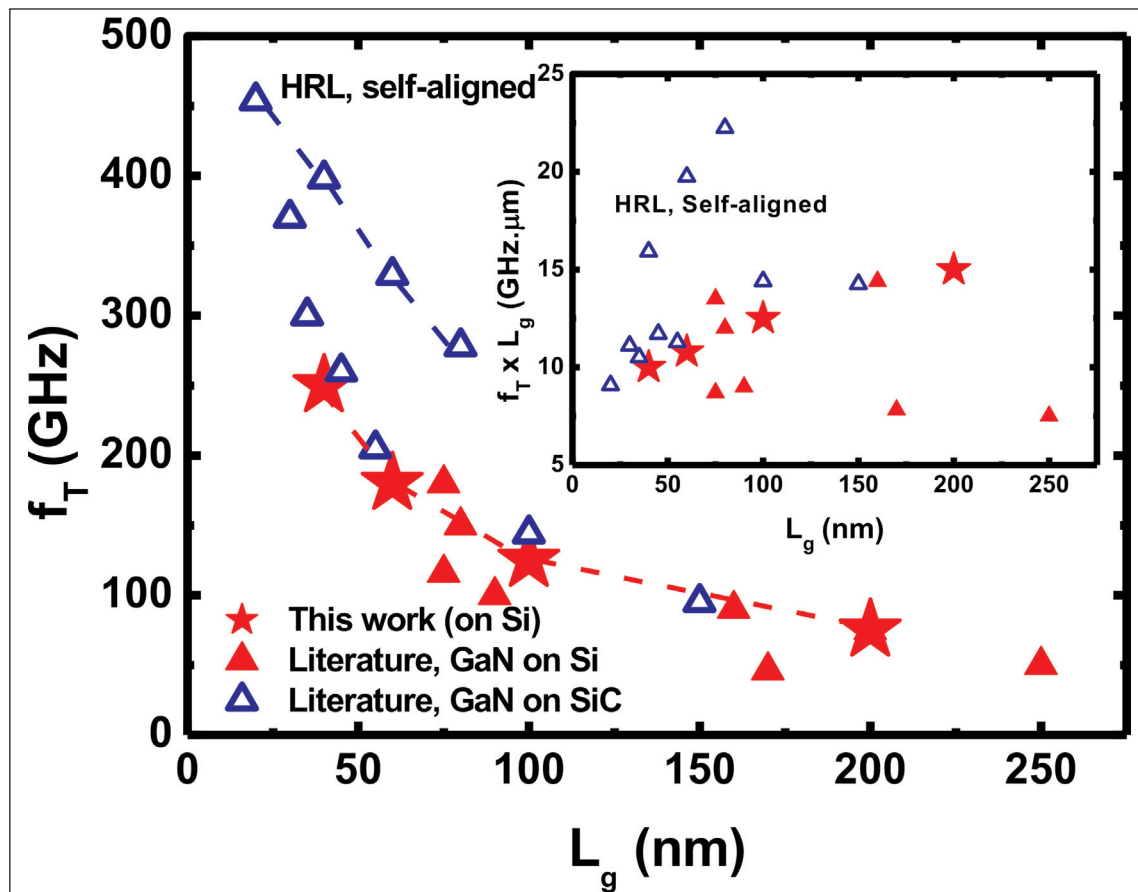 500
400
300
200
100
0
f_T (GHz)
0
50
100
150
200
250
L_g (nm)
HRL, self-aligned
This work (on Si)
Literature, GaN on Si
Literature, GaN on SiC
25
20
15
10
5
f_T x L_g (GHz.μm)
HRL, Self-aligned
0
50
100
150
200
250
L_g (nm)